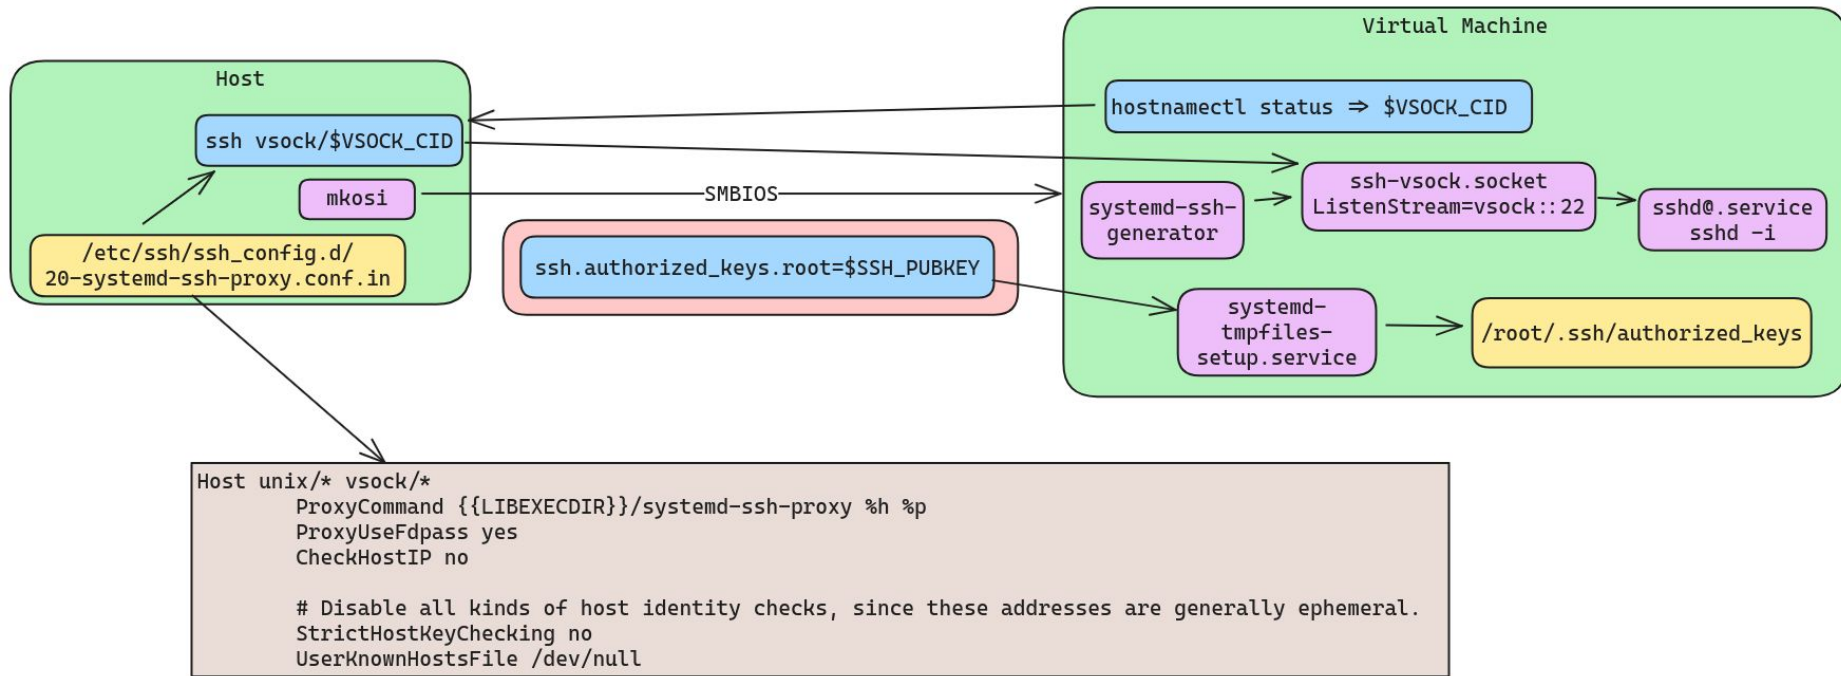 Virtual Machine
Host
hostnamectl status ⇒ $VSOCK_CID
ssh vsock/$VSOCK_CID
mkosi
SMBIOS
ssh-vsock.socket
ListenStream=vsock::22
systemd-ssh-
generator
sshd@.service
sshd -i
/etc/ssh/ssh_config.d/
20-systemd-ssh-proxy.conf.in
ssh.authorized_keys.root=$SSH_PUBKEY
systemd-
tmpfiles-
setup.service
/root/.ssh/authorized_keys
Host unix/* vsock/*
        ProxyCommand {{LIBEXECDIR}}/systemd-ssh-proxy %h %p
        ProxyUseFdpass yes
        CheckHostIP no

        # Disable all kinds of host identity checks, since these addresses are generally ephemeral.
        StrictHostKeyChecking no
        UserKnownHostsFile /dev/null